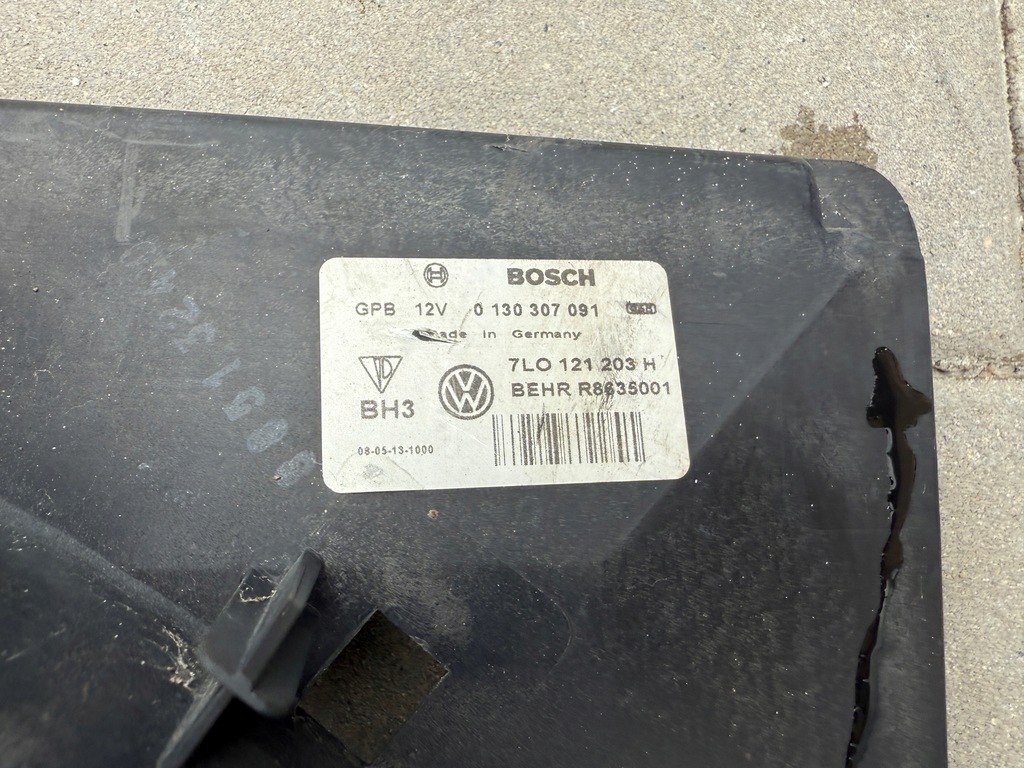 BOSCH
GPB 12V 0 130 307 091
Made in Germany
7LO 121 203 H
BEHR R8635001
BH3
08-05-13-1000